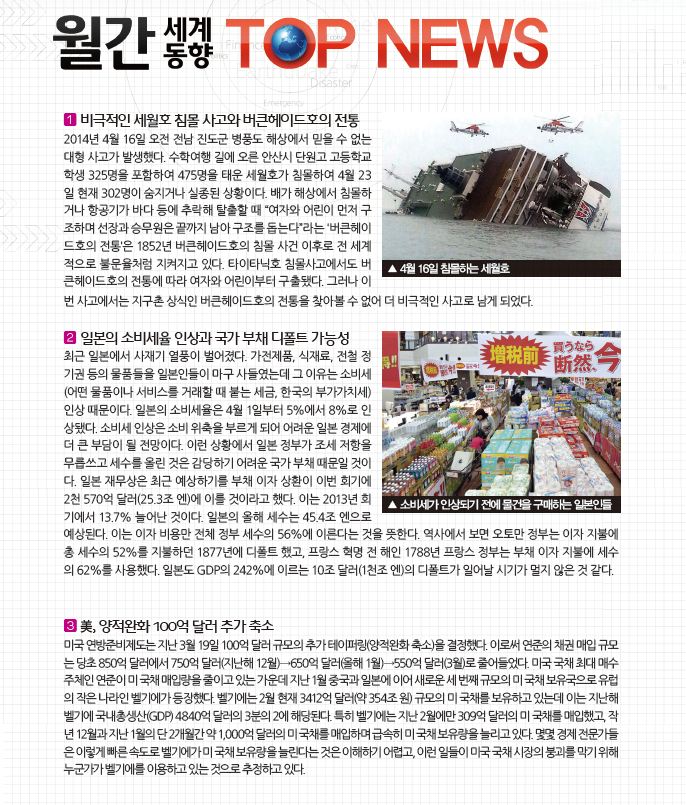 월간 세계 동향 TOP NEWS
Disaster
Emergency
1 비극적인 세월호 침몰 사고와 버큰헤이드호의 전통
2014년 4월 16일 오전 전남 진도군 병풍도 해상에서 믿을 수 없는
대형 사고가 발생했다. 수학여행 길에 오른 안산시 단원고 고등학교
학생 325명을 포함하여 475명을 태운 세월호가 침몰하여 4월 23
일 현재 302명이 숨지거나 실종된 상황이다. 배가 해상에서 침몰하
거나 항공기가 바다 등에 추락해 탈출할 때 “여자와 어린이 먼저 구
조하며 선장과 승무원은 끝까지 남아 구조를 돕는다”라는 ‘버큰헤이
드호의 전통’은 1852년 버큰헤이드호의 침몰 사건 이후로 전 세계
적으로 불문율처럼 지켜지고 있다. 타이타닉호 침몰사고에서도 버
큰헤이드호의 전통에 따라 여자와 어린이부터 구출됐다. 그러나 이
번 사고에서는 지구촌 상식인 버큰헤이드호의 전통을 찾아볼 수 없어 더 비극적인 사고로 남게 되었다.
▲ 4월 16일 침몰하는 세월호
2 일본의 소비세율 인상과 국가 부채 디폴트 가능성
최근 일본에서 사재기 열풍이 벌어졌다. 가전제품, 식재료, 전철 정
기권 등의 물품들을 일본인들이 마구 사들였는데 그 이유는 소비세
(어떤 물품이나 서비스를 거래할 때 붙는 세금, 한국의 부가가치세)
인상 때문이다. 일본의 소비세율은 4월 1일부터 5%에서 8%로 인
상됐다. 소비세 인상은 소비 위축을 부르게 되어 어려운 일본 경제에
더 큰 부담이 될 전망이다. 이런 상황에서 일본 정부가 조세 저항을
무릅쓰고 세수를 올린 것은 감당하기 어려운 국가 부채 때문일 것이
다. 일본 재무상은 최근 예상하기를 부채 이자 상환이 이번 회기에
2천 570억 달러(25.3조 엔)에 이를 것이라고 했다. 이는 2013년 회
기에서 13.7% 늘어난 것이다. 일본의 올해 세수는 45.4조 엔으로
예상된다. 이는 이자 비용만 전체 정부 세수의 56%에 이른다는 것을 뜻한다. 역사에서 보면 오토만 정부는 이자 지불에
총 세수의 52%를 지불하던 1877년에 디폴트 했고, 프랑스 혁명 전 해인 1788년 프랑스 정부는 부채 이자 지불에 세수
의 62%를 사용했다. 일본도 GDP의 242%에 이르는 10조 달러(1천조 엔)의 디폴트가 일어날 시기가 멀지 않은 것 같다.
増税前
買うなら
断然、今
▲ 소비세가 인상되기 전에 물건을 구매하는 일본인들
3 美, 양적완화 100억 달러 추가 축소
미국 연방준비제도는 지난 3월 19일 100억 달러 규모의 추가 테이퍼링(양적완화 축소)을 결정했다. 이로써 연준의 채권 매입 규모
는 당초 850억 달러에서 750억 달러(지난해 12월)→650억 달러(올해 1월)→550억 달러(3월)로 줄어들었다. 미국 국채 최대 매수
주체인 연준이 미 국채 매입량을 줄이고 있는 가운데 지난 1월 중국과 일본에 이어 새로운 세 번째 규모의 미 국채 보유국으로 유럽
의 작은 나라인 벨기에가 등장했다. 벨기에는 2월 현재 3412억 달러(약 354조 원) 규모의 미 국채를 보유하고 있는데 이는 지난해
벨기에 국내총생산(GDP) 4840억 달러의 3분의 2에 해당된다. 특히 벨기에는 지난 2월에만 309억 달러의 미 국채를 매입했고, 작
년 12월과 지난 1월의 단 2개월간 약 1,000억 달러의 미 국채를 매입하며 급속히 미 국채 보유량을 늘리고 있다. 몇몇 경제 전문가들
은 이렇게 빠른 속도로 벨기에가 미 국채 보유량을 늘린다는 것은 이해하기 어렵고, 이런 일들이 미국 국채 시장의 붕괴를 막기 위해
누군가가 벨기에를 이용하고 있는 것으로 추정하고 있다.